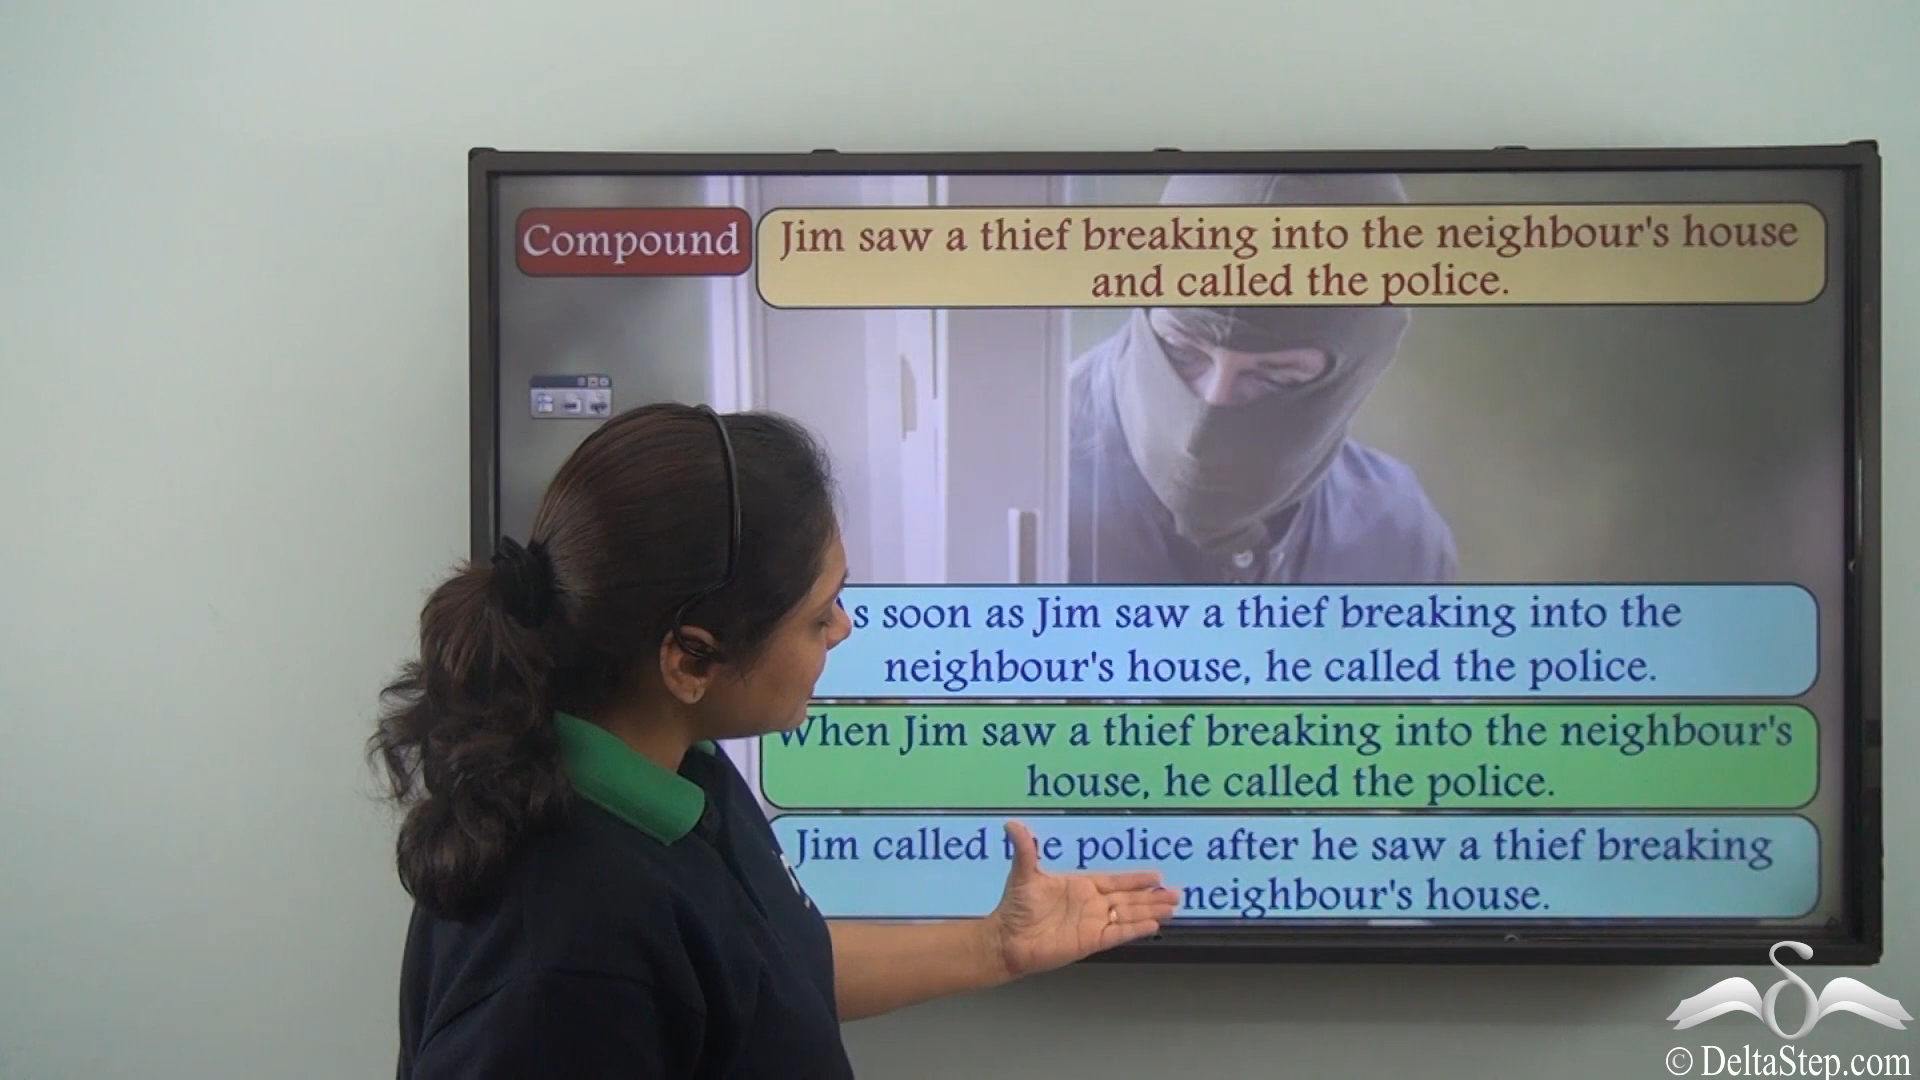 Compound
Jim saw a thief breaking into the neighbour's house
and called the police.
soon as Jim saw a thief breaking into the
neighbour's house, he called the police.
When Jim saw a thief breaking into the neighbour's
house, he called the police.
Jim called the police after he saw a thief breaking
neighbour's house.
© DeltaStep.com